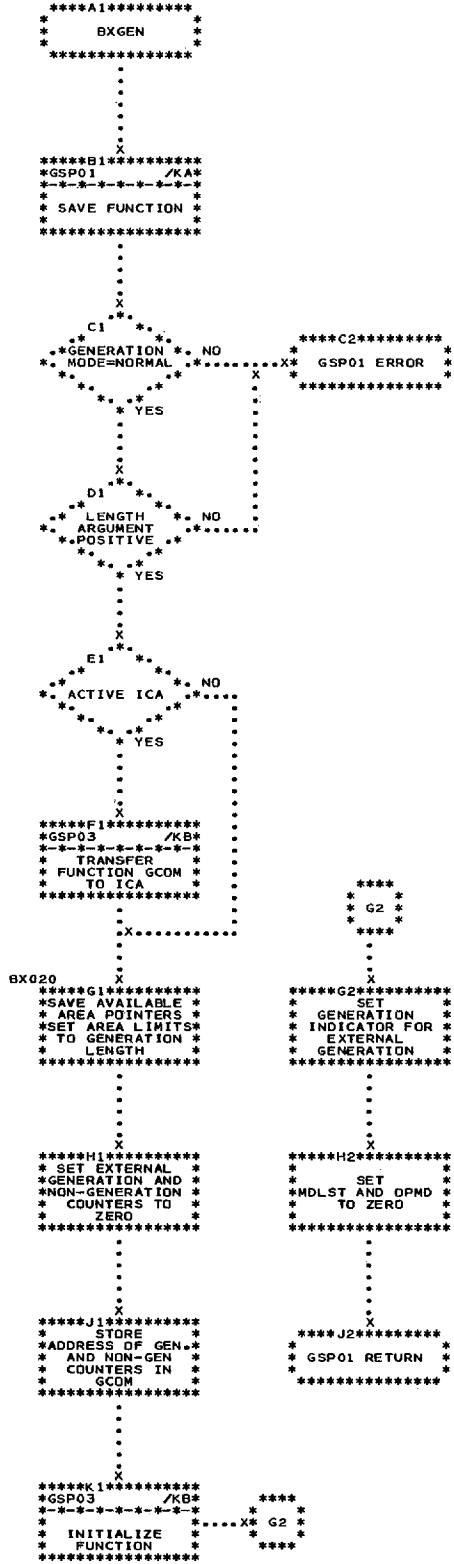 A1
BXGEN
B1
GSP01 /KA
SAVE FUNCTION
C1
GENERATION
MODE=NORMAL
NO
YES
C2
GSP01 ERROR
D1
LENGTH
ARGUMENT
POSITIVE
NO
YES
E1
ACTIVE ICA
NO
YES
F1
GSP03 /KB
TRANSFER
FUNCTION GCOM
TO ICA
BX020
G1
SAVE AVAILABLE
AREA POINTERS
SET AREA LIMITS
TO GENERATION
LENGTH
H1
SET EXTERNAL
GENERATION AND
NON-GENERATION
COUNTERS TO
ZERO
J1
STORE
ADDRESS OF GEN.
AND NON-GEN
COUNTERS IN
GCOM
K1
GSP03 /KB
INITIALIZE
FUNCTION
G2
G2
G2
SET
GENERATION
INDICATOR FOR
EXTERNAL
GENERATION
H2
SET
MDLST AND OPMD
TO ZERO
J2
GSP01 RETURN